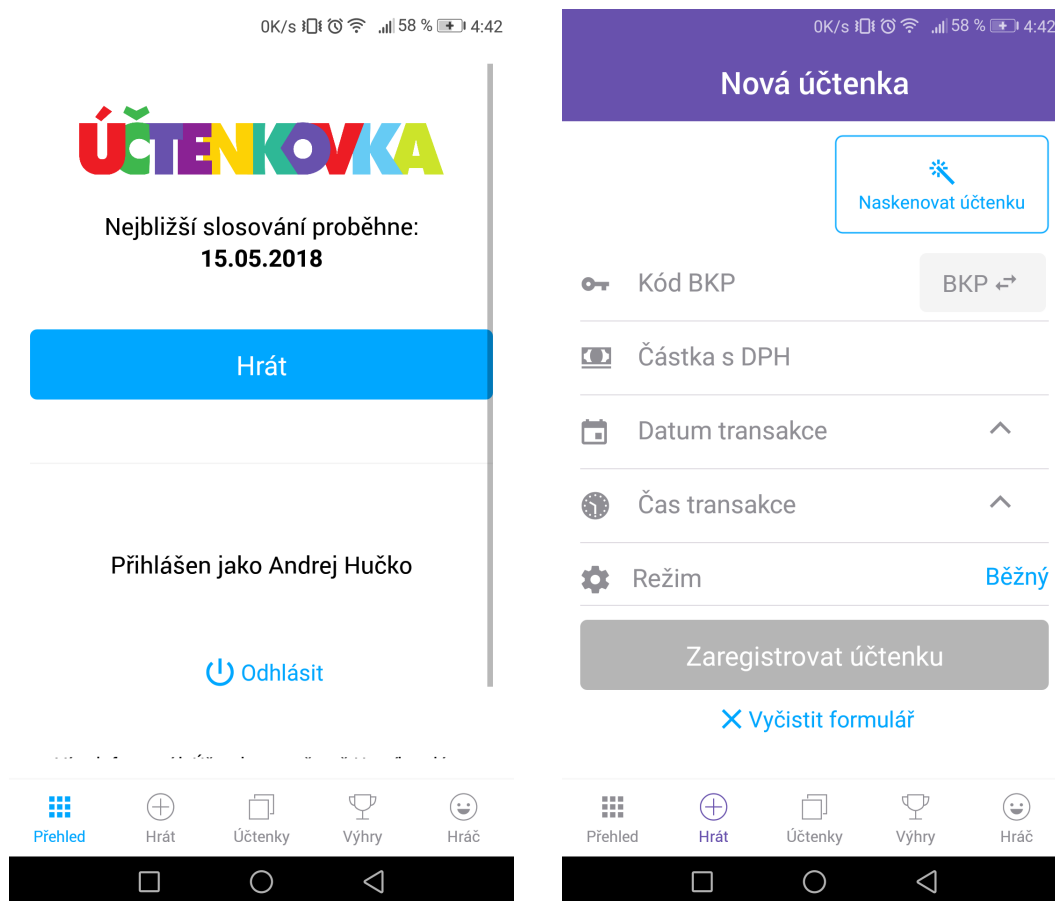 0K/s 58 % 4:42
ÚČTENKOVKA
Nejbližší slosování proběhne:
15.05.2018
Hrát
Přihlášen jako Andrej Hučko
Odhlásit
Přehled Hrát Účtenky Výhry Hráč
0K/s 58 % 4:42
Nová účtenka
Naskenovat účtenku
Kód BKP BKP
Částka s DPH
Datum transakce
Čas transakce
Režim Běžný
Zaregistrovat účtenku
Vyčistit formulář
Přehled Hrát Účtenky Výhry Hráč